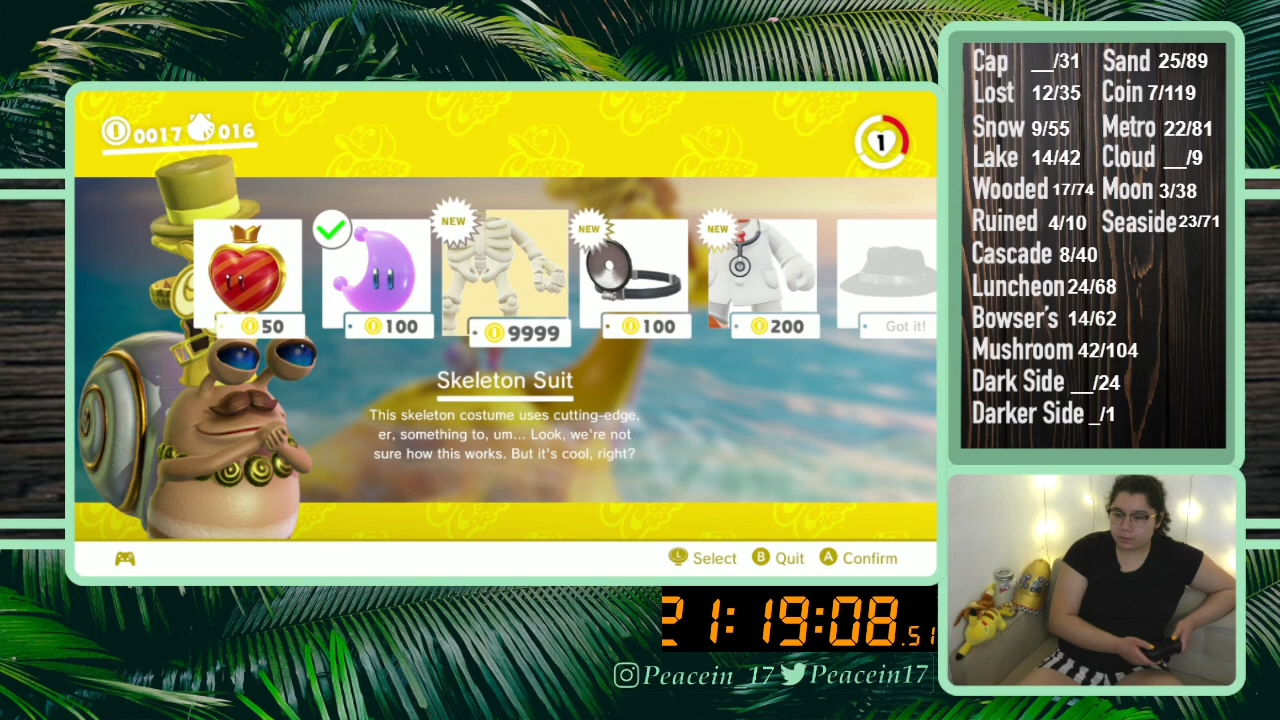 0017 016
1
NEW
NEW
NEW
50
100
9999
100
200
Got it!
Skeleton Suit
This skeleton costume uses cutting-edge,
er, something to, um... Look, we're not
sure how this works. But it's cool, right?
L Select B Quit A Confirm
21:19:08.51
Peacein_17 Peacein17
Cap __/31 Sand 25/89
Lost 12/35 Coin 7/119
Snow 9/55 Metro 22/81
Lake 14/42 Cloud __/9
Wooded 17/74 Moon 3/38
Ruined 4/10 Seaside 23/71
Cascade 8/40
Luncheon 24/68
Bowser's 14/62
Mushroom 42/104
Dark Side __/24
Darker Side _/1